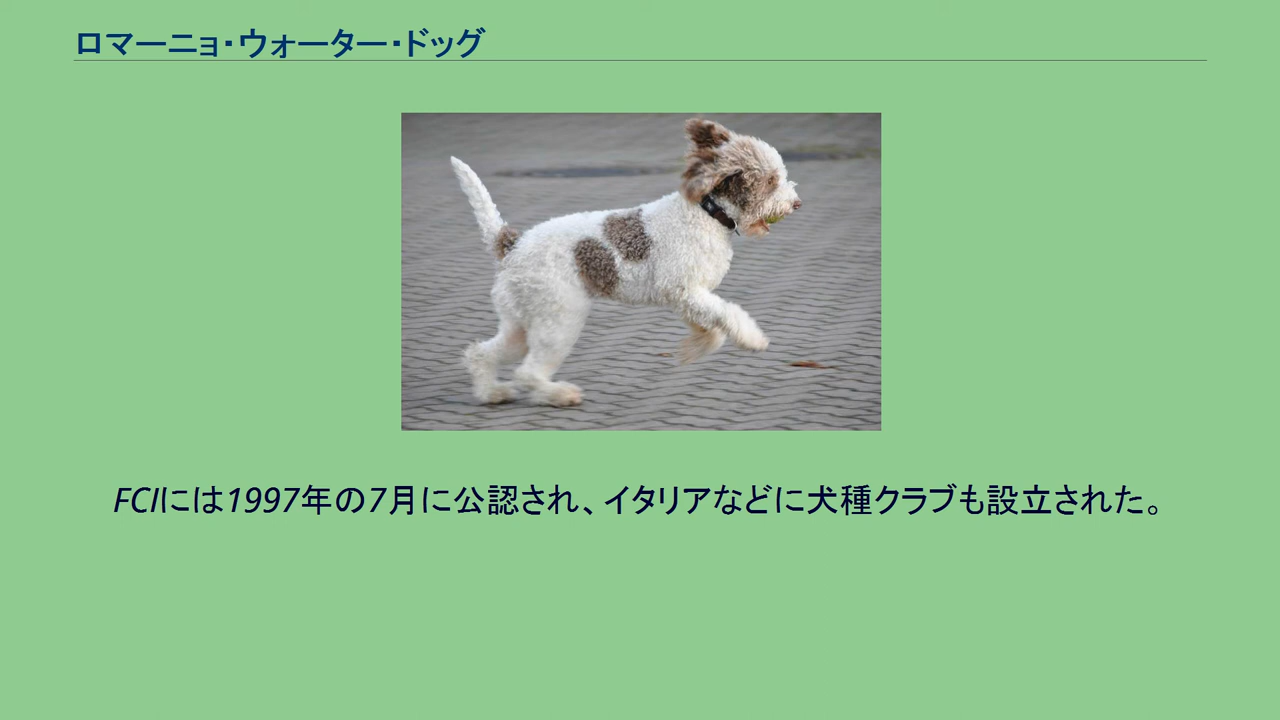 ロマーニョ・ウォーター・ドッグ
FCIには1997年の7月に公認され、イタリアなどに犬種クラブも設立された。